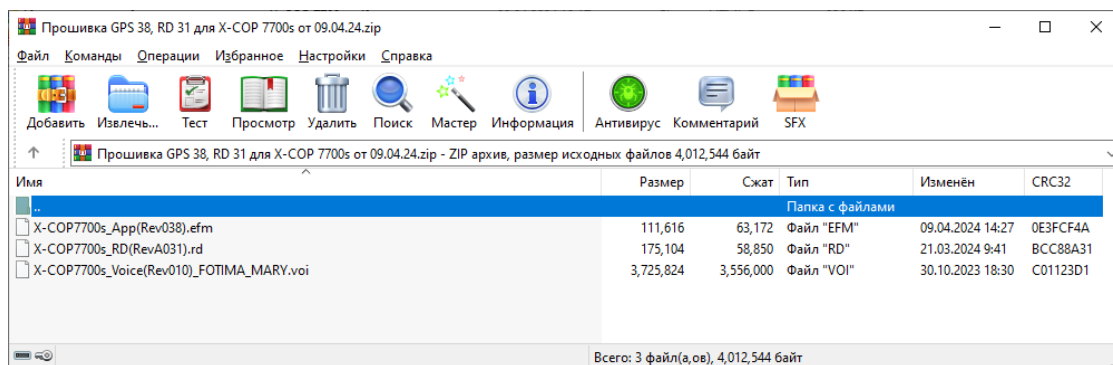 Прошивка GPS 38, RD 31 для X-COP 7700s от 09.04.24.zip
Файл Команды Операции Избранное Настройки Справка
Добавить Извлечь... Тест Просмотр Удалить Поиск Мастер Информация Антивирус Комментарий SFX
Прошивка GPS 38, RD 31 для X-COP 7700s от 09.04.24.zip - ZIP архив, размер исходных файлов 4,012,544 байт
Имя Размер Сжат Тип Изменён CRC32
.. Папка с файлами
X-COP7700s_App(Rev038).efm 111,616 63,172 Файл "EFM" 09.04.2024 14:27 0E3FCF4A
X-COP7700s_RD(RevA031).rd 175,104 58,850 Файл "RD" 21.03.2024 9:41 BCC88A31
X-COP7700s_Voice(Rev010)_FOTIMA_MARY.voi 3,725,824 3,556,000 Файл "VOI" 30.10.2023 18:30 C01123D1
Всего: 3 файл(а,ов), 4,012,544 байт